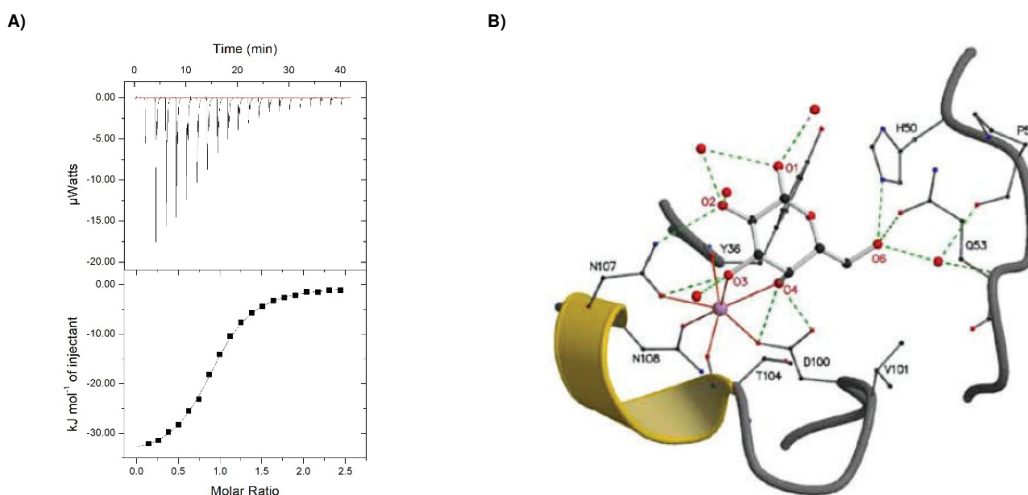 A)
B)
Time (min)
0 10 20 30 40
0.00
-5.00
-10.00
-15.00
-20.00
µWatts
0.00
-10.00
-20.00
-30.00
kJ mol⁻¹ of injectant
0.0 0.5 1.0 1.5 2.0 2.5
Molar Ratio
H50
O1
O2
Y36
O6
Q53
N107
O3
O4
N108
D100
T104
V101